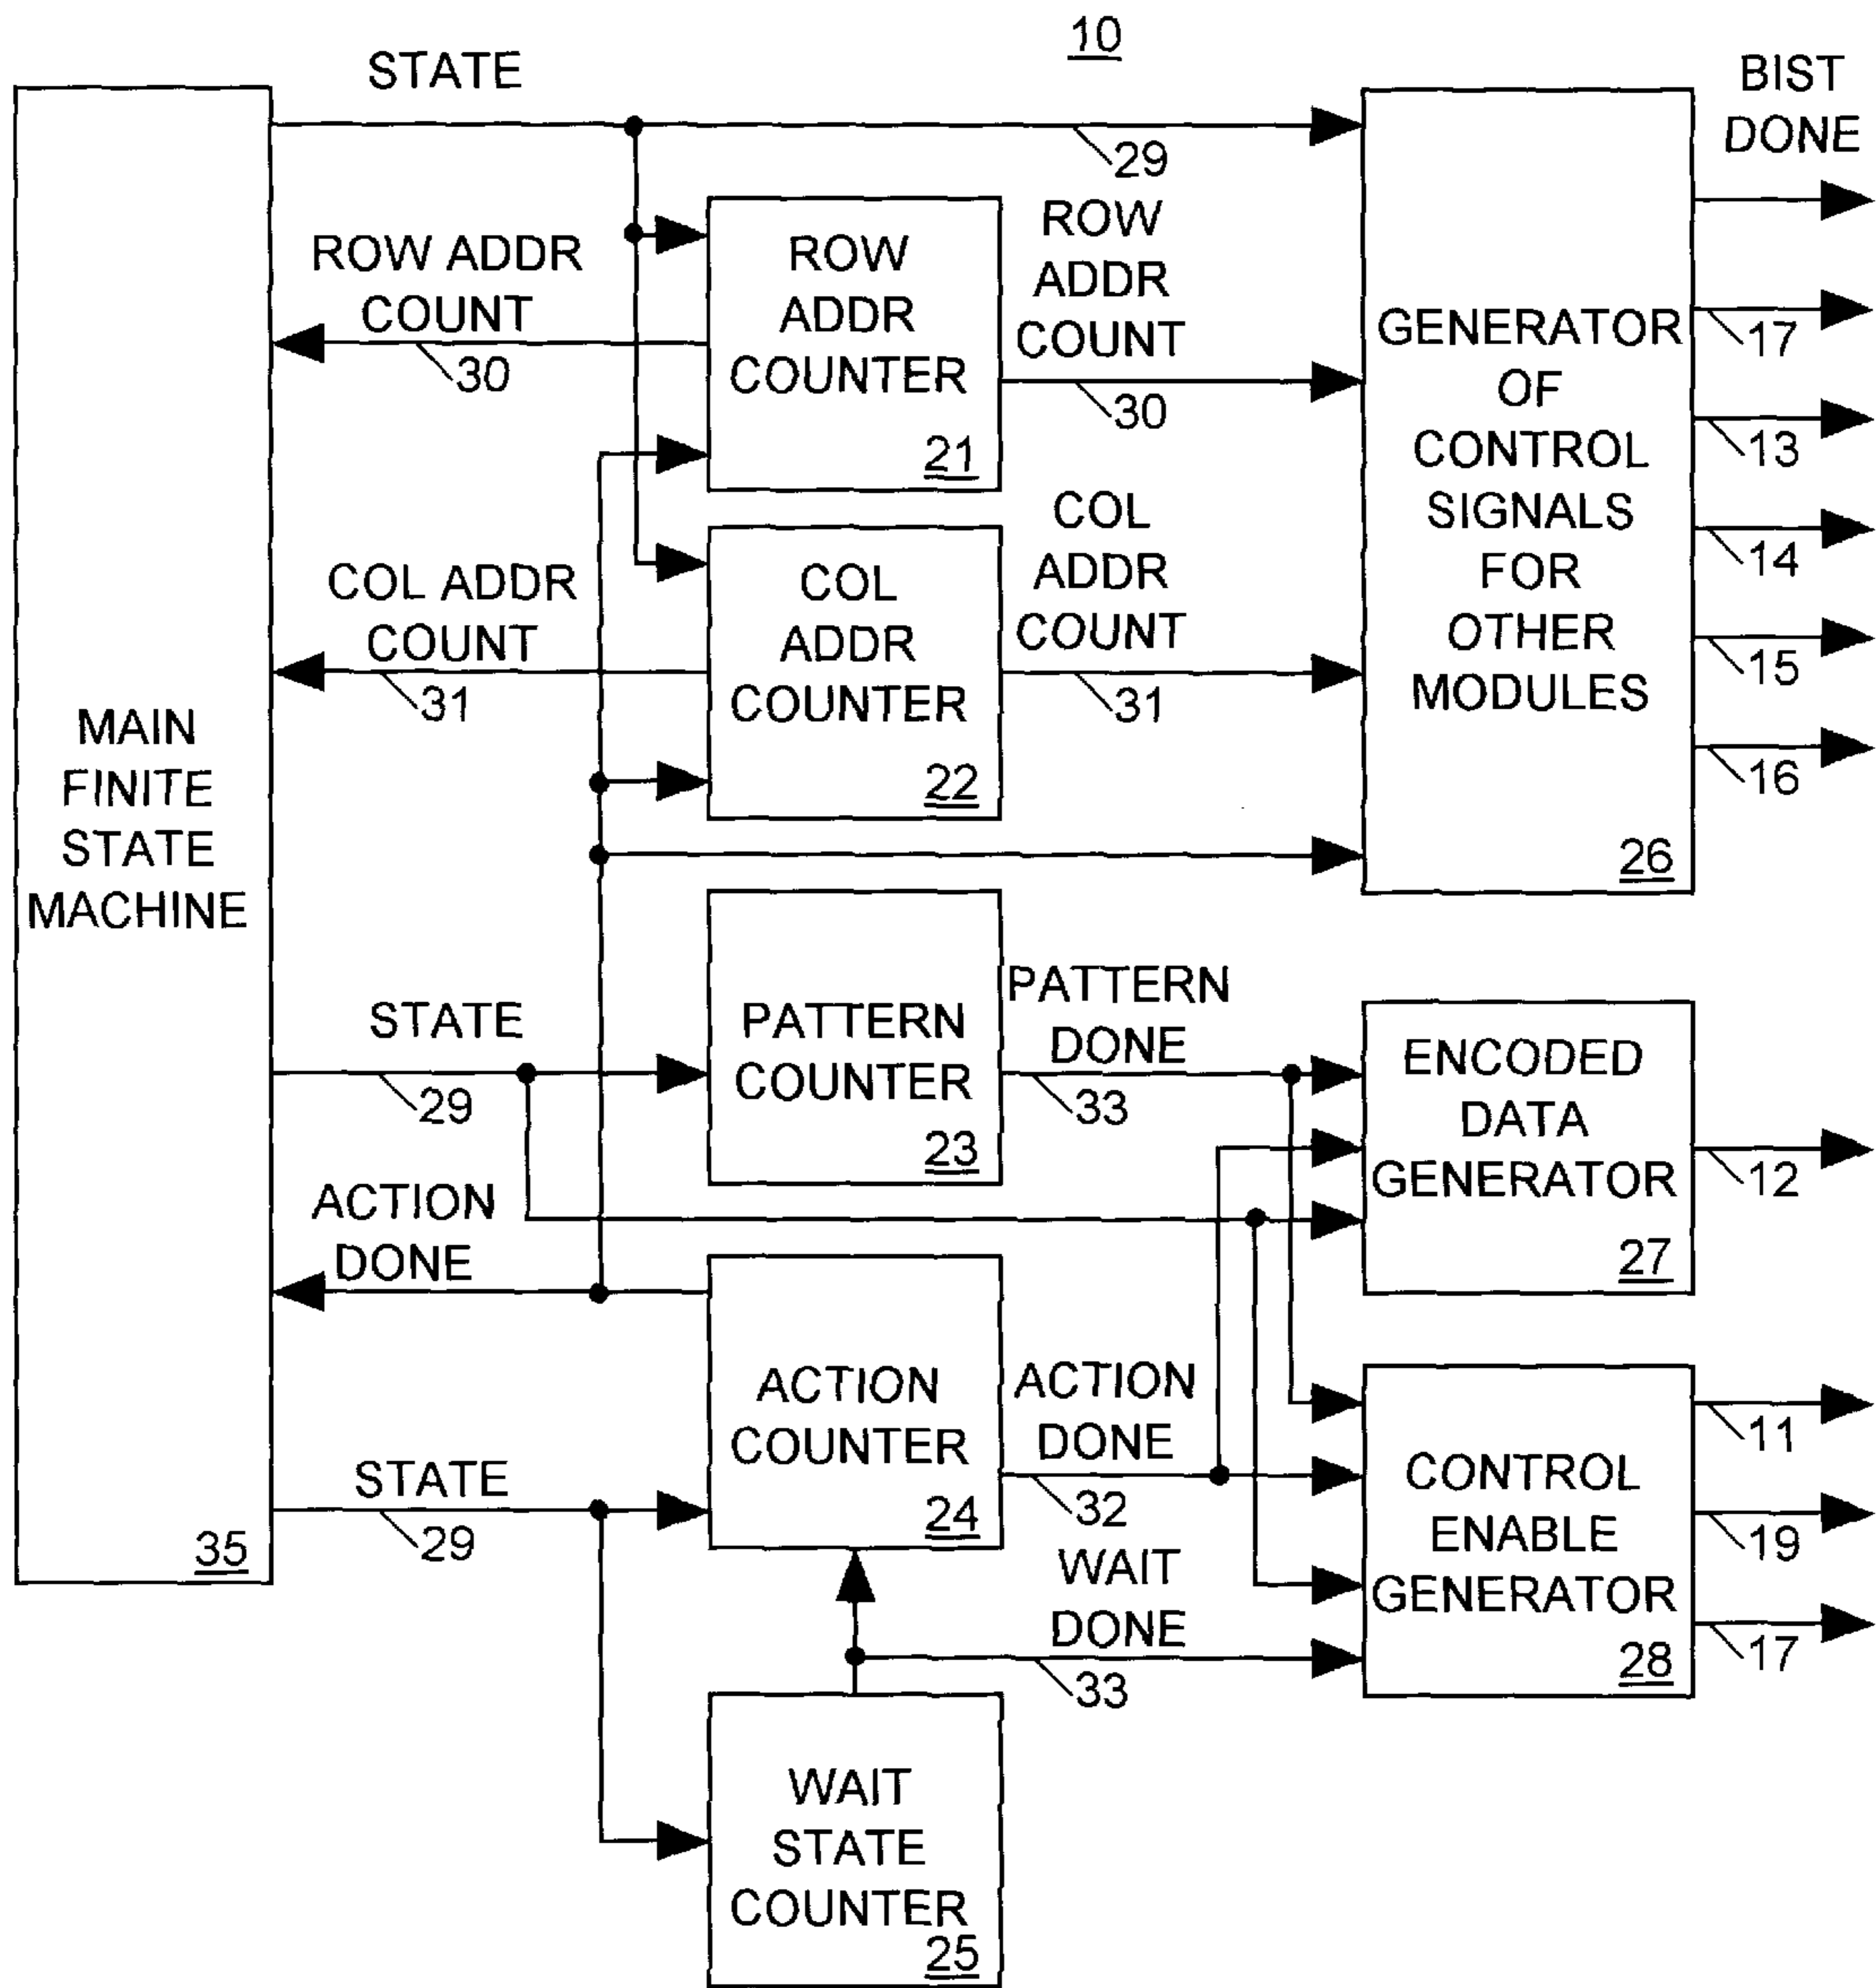 10
STATE
BIST
DONE
29
ROW ADDR
COUNT
30
ROW
ADDR
COUNTER
21
ROW
ADDR
COUNT
30
GENERATOR
OF
CONTROL
SIGNALS
FOR
OTHER
MODULES
26
17
13
14
15
16
COL ADDR
COUNT
31
COL
ADDR
COUNTER
22
COL
ADDR
COUNT
31
MAIN
FINITE
STATE
MACHINE
35
STATE
29
PATTERN
COUNTER
23
PATTERN
DONE
33
ENCODED
DATA
GENERATOR
27
12
ACTION
DONE
ACTION
COUNTER
24
ACTION
DONE
32
STATE
29
WAIT
DONE
33
CONTROL
ENABLE
GENERATOR
28
11
19
17
WAIT
STATE
COUNTER
25